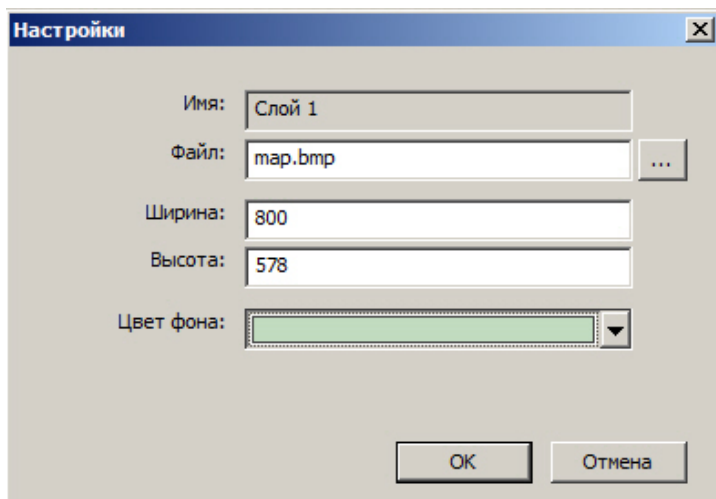 Настройки
Имя: Слой 1
Файл: map.bmp ...
Ширина: 800
Высота: 578
Цвет фона:
OK Отмена